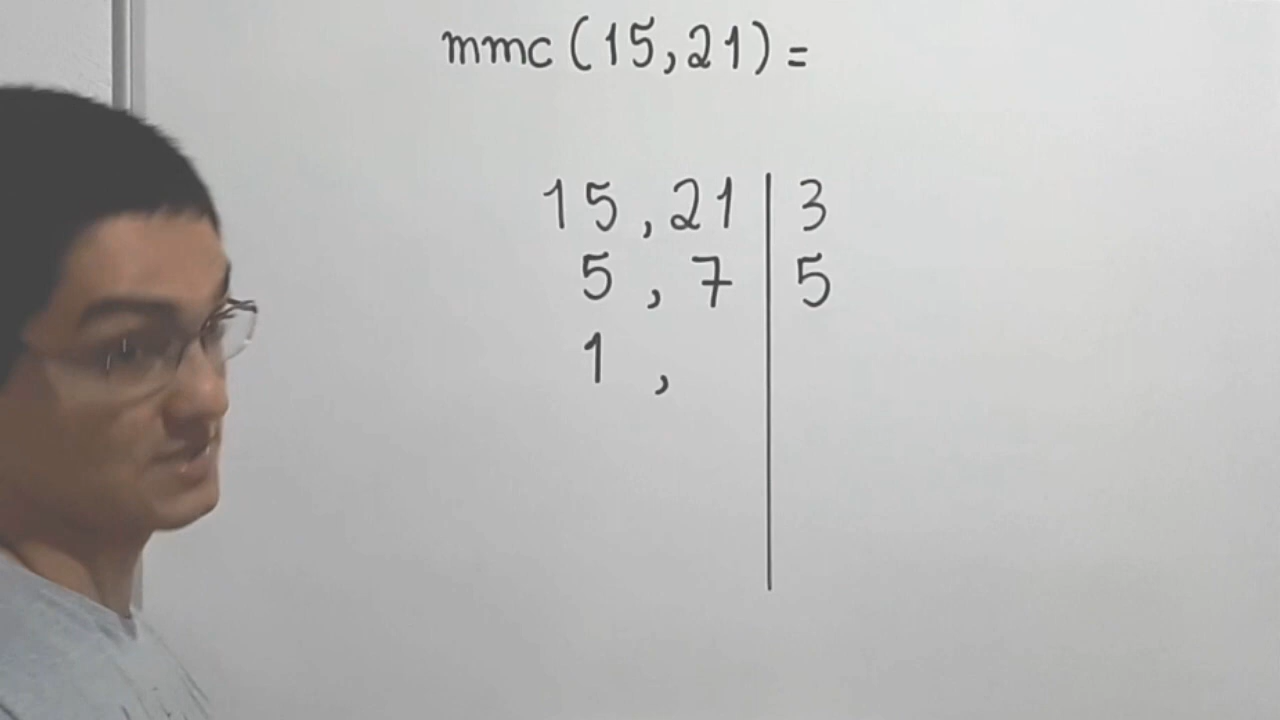 mmc (15,21) =
15 , 21 | 3
5 , 7 | 5
1 ,